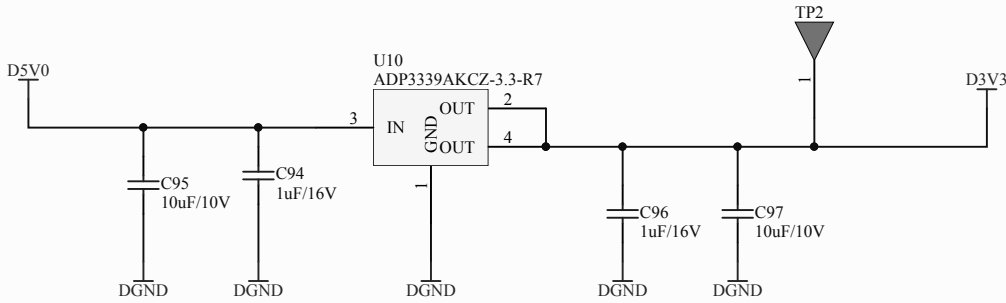 TP2
U10
ADP3339AKCZ-3.3-R7
D5V0
D3V3
1
OUT
2
3
IN
GND
OUT
4
1
C95
10uF/10V
C94
1uF/16V
C96
1uF/16V
C97
10uF/10V
DGND
DGND
DGND
DGND
DGND